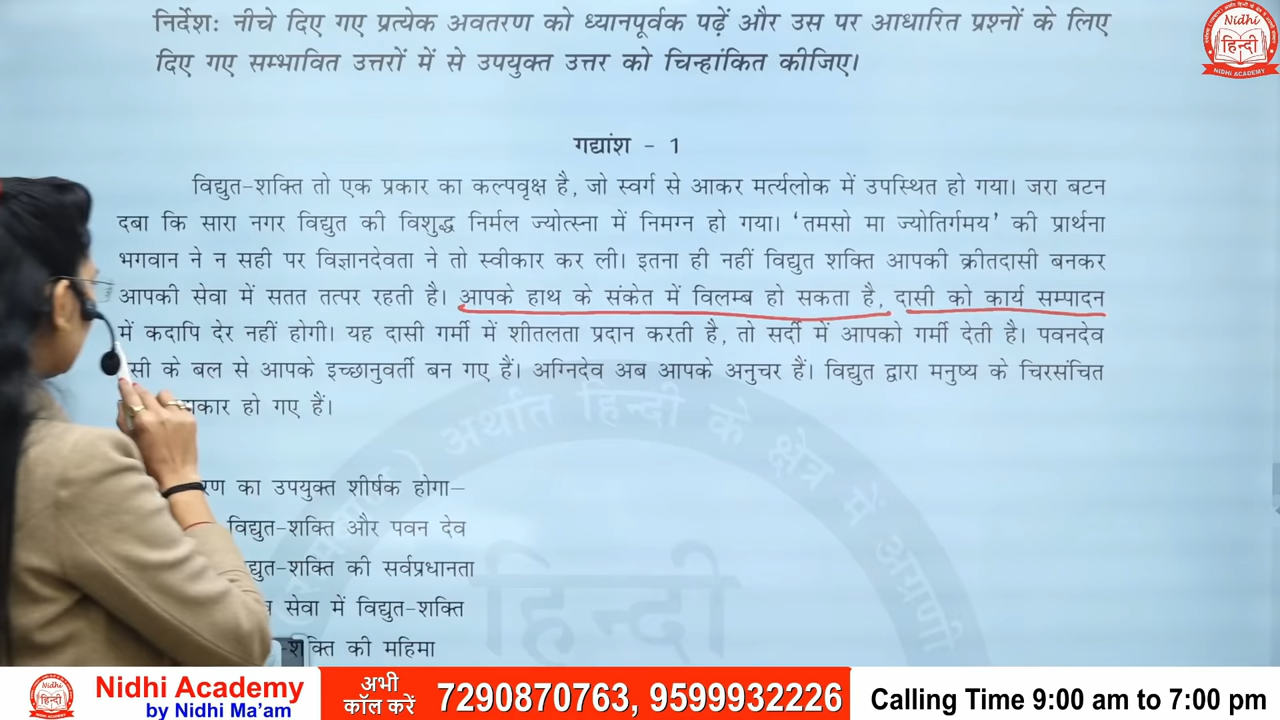 निर्देशः नीचे दिए गए प्रत्येक अवतरण को ध्यानपूर्वक पढ़ें और उस पर आधारित प्रश्नों के लिए
दिए गए सम्भावित उत्तरों में से उपयुक्त उत्तर को चिन्हांकित कीजिए।
Nidhi
हिन्दी
NIDHI ACADEMY
गद्यांश - 1
विद्युत-शक्ति तो एक प्रकार का कल्पवृक्ष है, जो स्वर्ग से आकर मर्त्यलोक में उपस्थित हो गया। जरा बटन
दबा कि सारा नगर विद्युत की विशुद्ध निर्मल ज्योत्स्ना में निमग्न हो गया। ‘तमसो मा ज्योतिर्गमय’ की प्रार्थना
भगवान ने न सही पर विज्ञानदेवता ने तो स्वीकार कर ली। इतना ही नहीं विद्युत शक्ति आपकी क्रीतदासी बनकर
आपकी सेवा में सतत तत्पर रहती है। आपके हाथ के संकेत में विलम्ब हो सकता है, दासी को कार्य सम्पादन
में कदापि देर नहीं होगी। यह दासी गर्मी में शीतलता प्रदान करती है, तो सर्दी में आपको गर्मी देती है। पवनदेव
के बल से आपके इच्छानुवर्ती बन गए हैं। अग्निदेव अब आपके अनुचर हैं। विद्युत द्वारा मनुष्य के चिरसंचित
हो गए हैं।
का उपयुक्त शीर्षक होगा–
विद्युत-शक्ति और पवन देव
की सर्वप्रधानता
सेवा में विद्युत-शक्ति
की महिमा
अर्थात हिन्दी के क्षेत्र में अग्रणी
हिन्दी
Nidhi
हिन्दी
Nidhi Academy
by Nidhi Ma'am
अभी
कॉल करें
7290870763, 9599932226
Calling Time 9:00 am to 7:00 pm